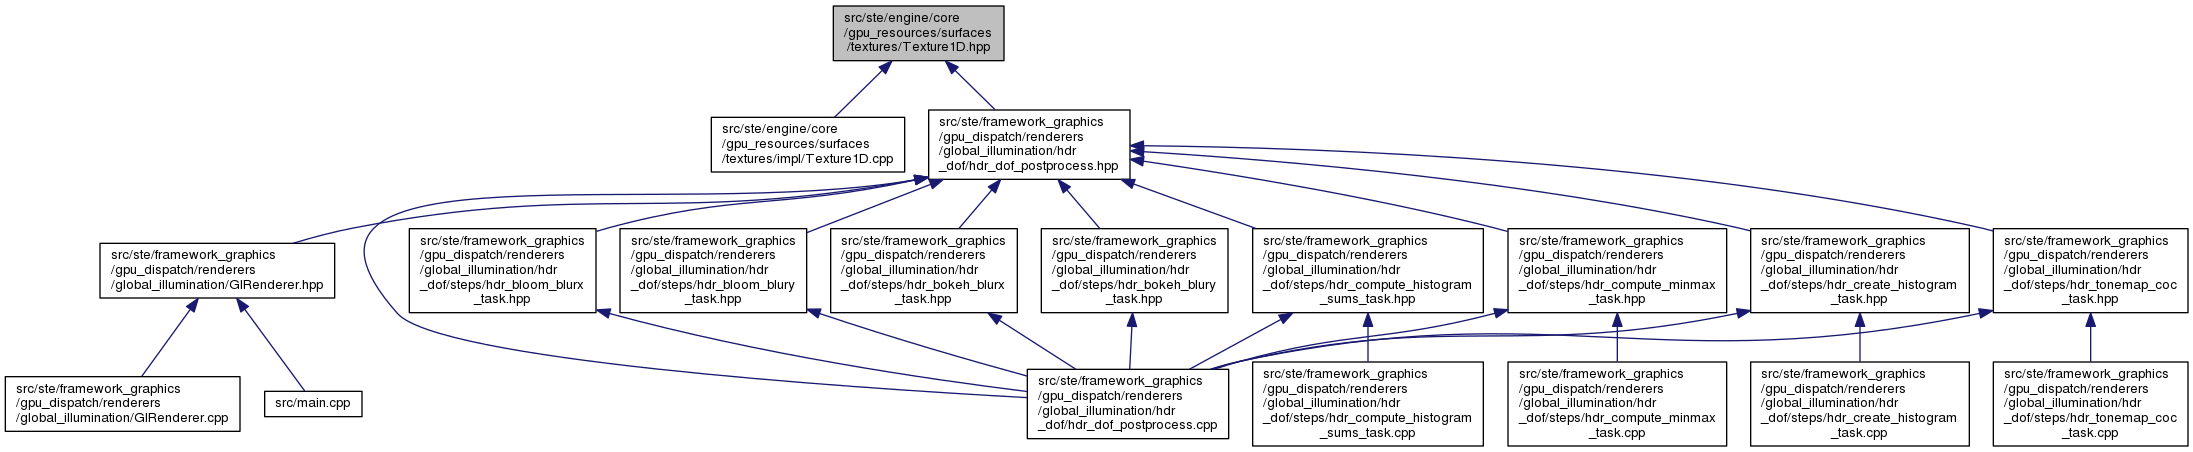 src/ste/engine/core
/gpu_resources/surfaces
/textures/Texture1D.hpp
src/ste/engine/core
/gpu_resources/surfaces
/textures/impl/Texture1D.cpp
src/ste/framework_graphics
/gpu_dispatch/renderers
/global_illumination/hdr
_dof/hdr_dof_postprocess.hpp
src/ste/framework_graphics
/gpu_dispatch/renderers
/global_illumination/GIRenderer.hpp
src/ste/framework_graphics
/gpu_dispatch/renderers
/global_illumination/hdr
_dof/steps/hdr_bloom_blurx
_task.hpp
src/ste/framework_graphics
/gpu_dispatch/renderers
/global_illumination/hdr
_dof/steps/hdr_bloom_blury
_task.hpp
src/ste/framework_graphics
/gpu_dispatch/renderers
/global_illumination/hdr
_dof/steps/hdr_bokeh_blurx
_task.hpp
src/ste/framework_graphics
/gpu_dispatch/renderers
/global_illumination/hdr
_dof/steps/hdr_bokeh_blury
_task.hpp
src/ste/framework_graphics
/gpu_dispatch/renderers
/global_illumination/hdr
_dof/steps/hdr_compute_histogram
_sums_task.hpp
src/ste/framework_graphics
/gpu_dispatch/renderers
/global_illumination/hdr
_dof/steps/hdr_compute_minmax
_task.hpp
src/ste/framework_graphics
/gpu_dispatch/renderers
/global_illumination/hdr
_dof/steps/hdr_create_histogram
_task.hpp
src/ste/framework_graphics
/gpu_dispatch/renderers
/global_illumination/hdr
_dof/steps/hdr_tonemap_coc
_task.hpp
src/ste/framework_graphics
/gpu_dispatch/renderers
/global_illumination/GIRenderer.cpp
src/main.cpp
src/ste/framework_graphics
/gpu_dispatch/renderers
/global_illumination/hdr
_dof/hdr_dof_postprocess.cpp
src/ste/framework_graphics
/gpu_dispatch/renderers
/global_illumination/hdr
_dof/steps/hdr_compute_histogram
_sums_task.cpp
src/ste/framework_graphics
/gpu_dispatch/renderers
/global_illumination/hdr
_dof/steps/hdr_compute_minmax
_task.cpp
src/ste/framework_graphics
/gpu_dispatch/renderers
/global_illumination/hdr
_dof/steps/hdr_create_histogram
_task.cpp
src/ste/framework_graphics
/gpu_dispatch/renderers
/global_illumination/hdr
_dof/steps/hdr_tonemap_coc
_task.cpp